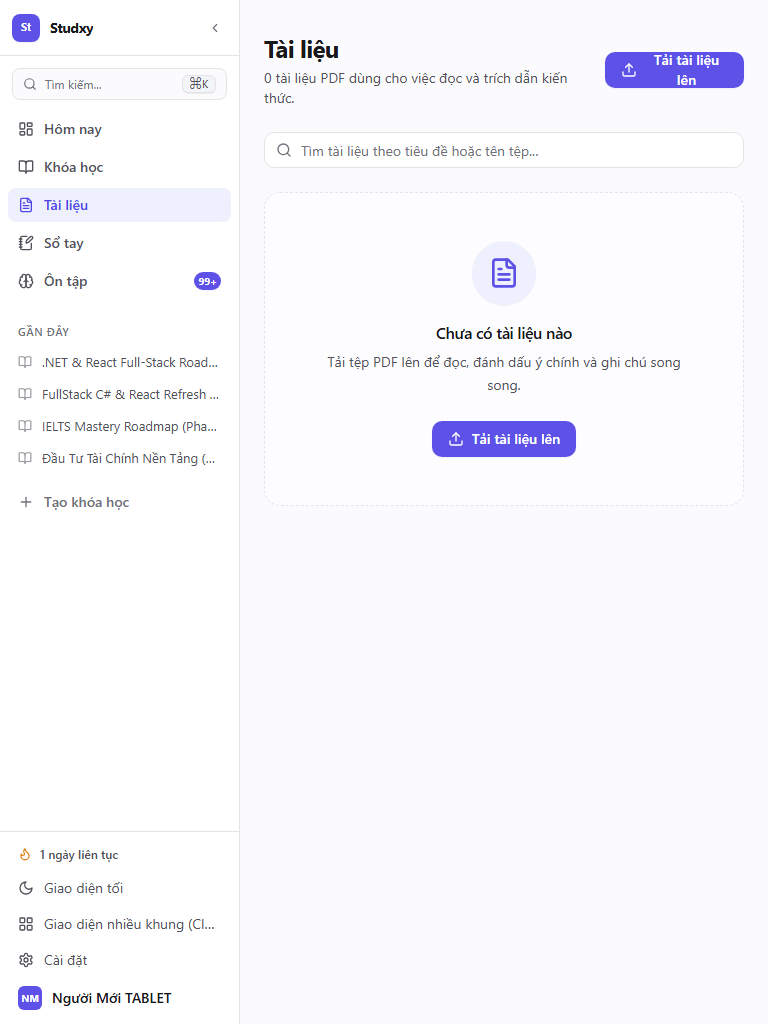 St Studxy
Tìm kiếm... ⌘K
Hôm nay
Khóa học
Tài liệu
Sổ tay
Ôn tập 99+
GẦN ĐÂY
.NET & React Full-Stack Road...
FullStack C# & React Refresh ...
IELTS Mastery Roadmap (Pha...
Đầu Tư Tài Chính Nền Tảng (...
Tạo khóa học
1 ngày liên tục
Giao diện tối
Giao diện nhiều khung (Cl...
Cài đặt
NM Người Mới TABLET
Tài liệu
0 tài liệu PDF dùng cho việc đọc và trích dẫn kiến
thức.
Tải tài liệu
lên
Tìm tài liệu theo tiêu đề hoặc tên tệp...
Chưa có tài liệu nào
Tải tệp PDF lên để đọc, đánh dấu ý chính và ghi chú song
song.
Tải tài liệu lên